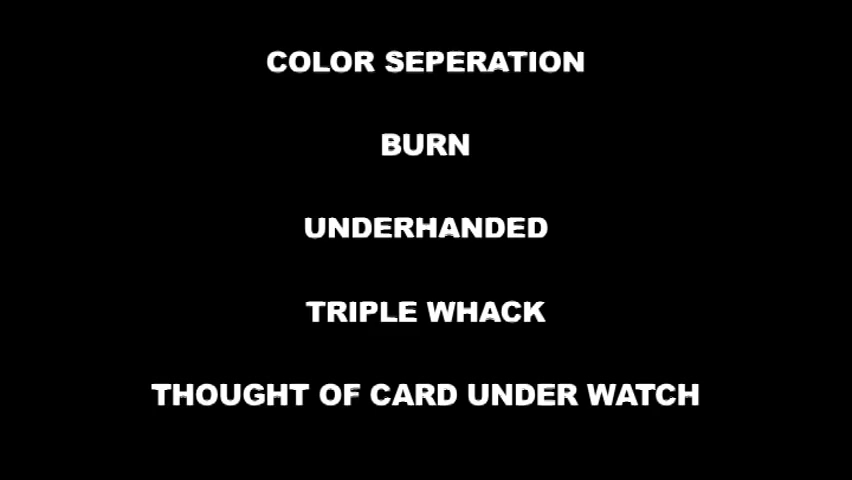 COLOR SEPERATION
BURN
UNDERHANDED
TRIPLE WHACK
THOUGHT OF CARD UNDER WATCH